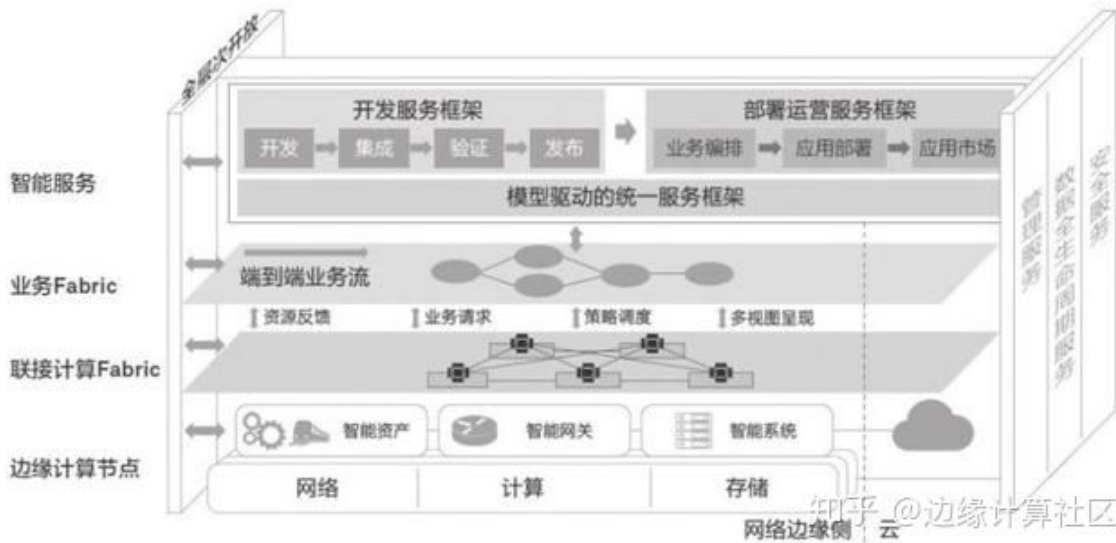 全层次开放
开发服务框架
部署运营服务框架
开发
集成
验证
发布
业务编排
应用部署
应用市场
智能服务
模型驱动的统一服务框架
管理服务
数据全生命周期服务
安全服务
端到端业务流
业务Fabric
资源反馈
业务请求
策略调度
多视图呈现
联接计算Fabric
智能资产
智能网关
智能系统
边缘计算节点
网络
计算
存储
网络边缘侧
云
知乎 @边缘计算社区